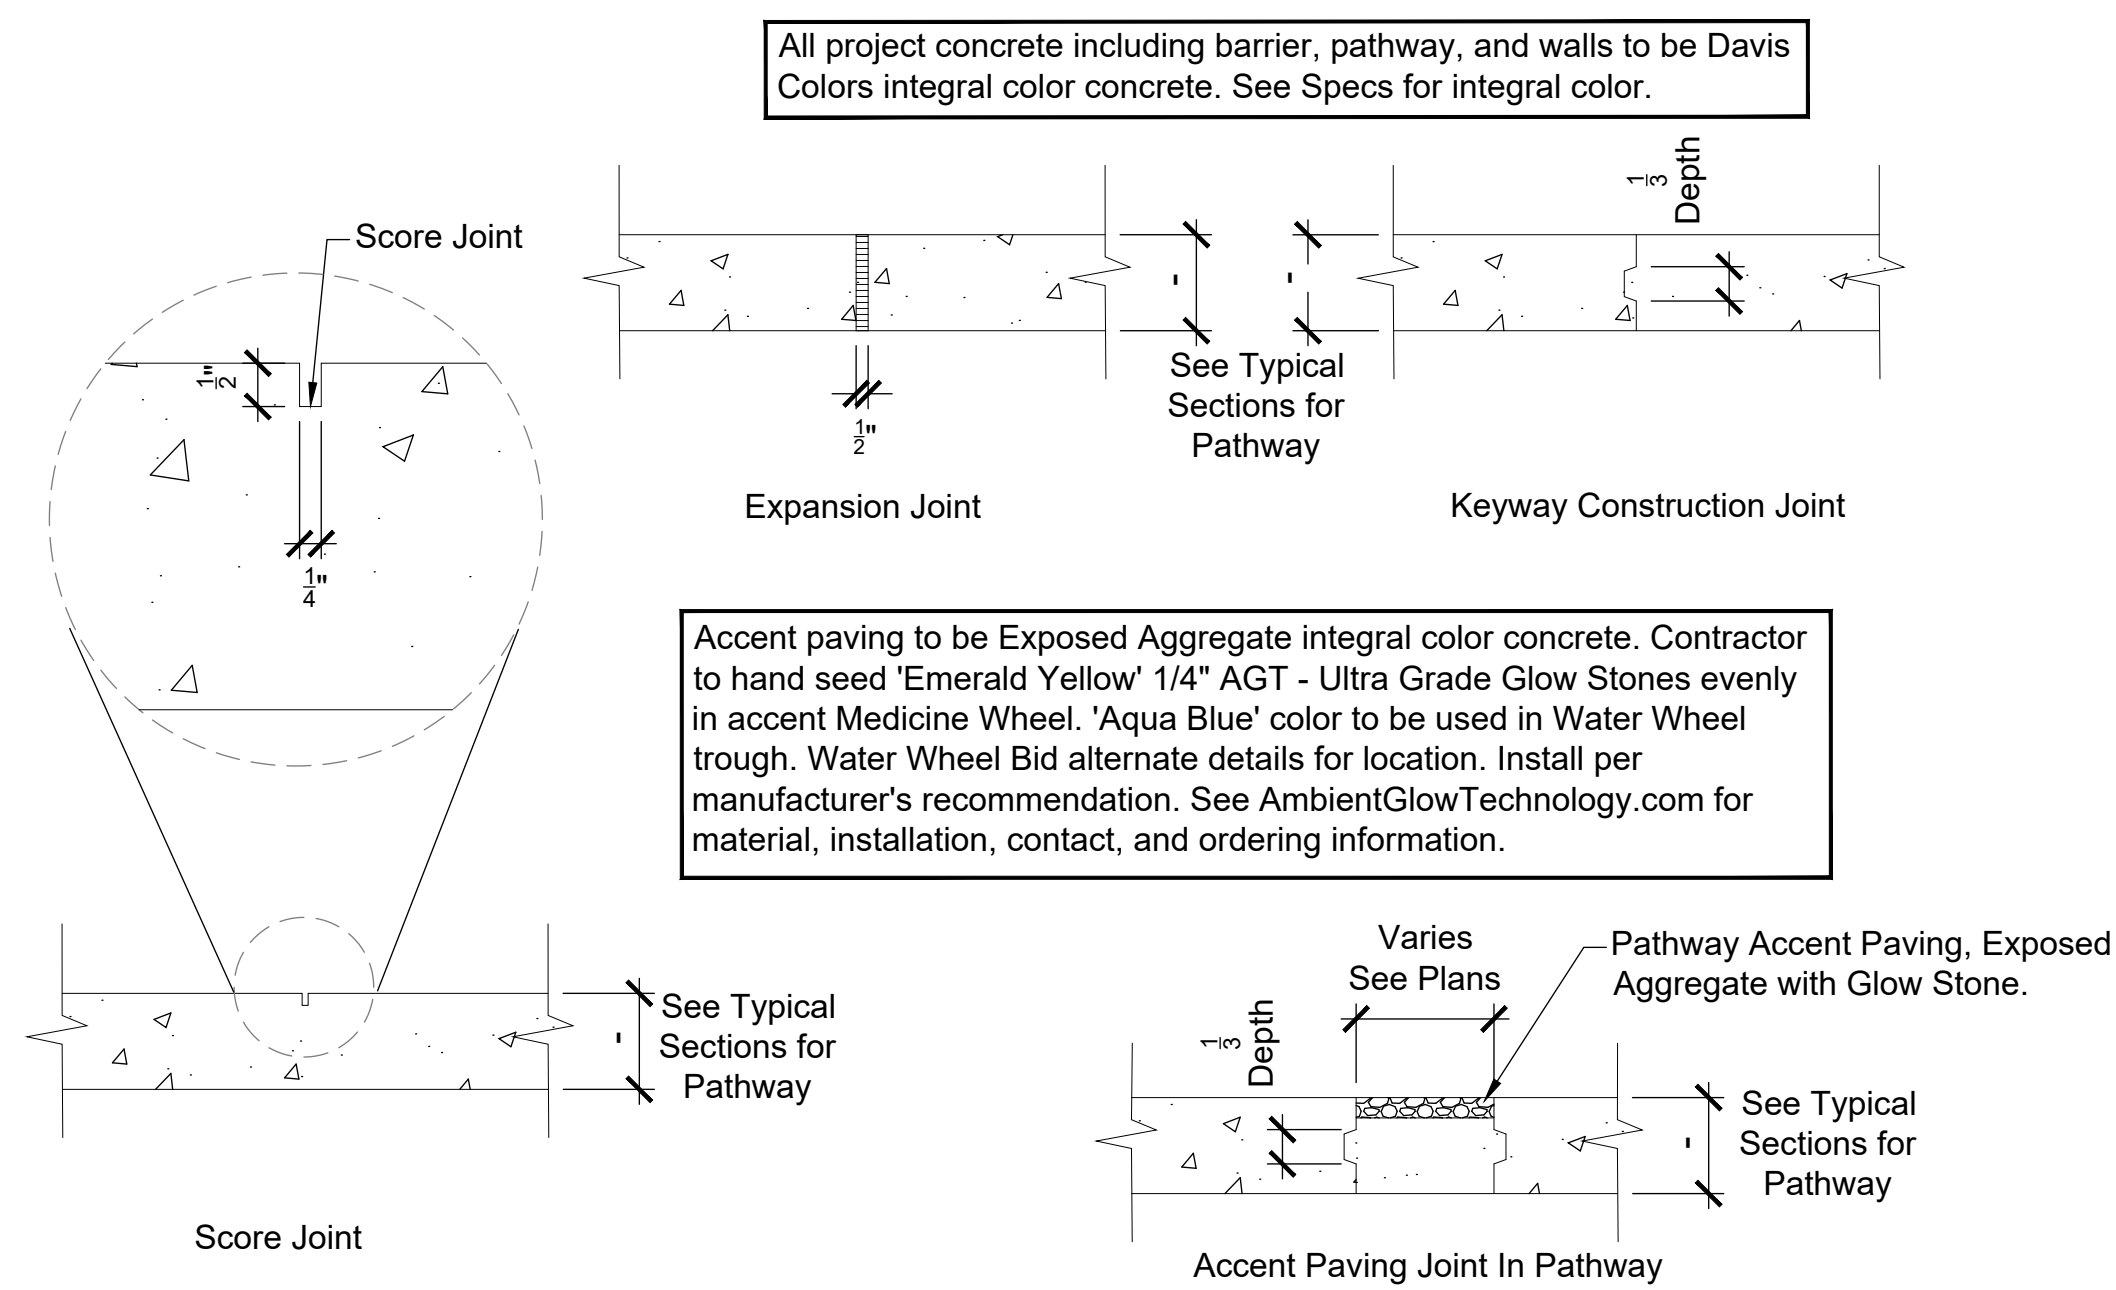 All project concrete including barrier, pathway, and walls to be Davis
Colors integral color concrete. See Specs for integral color.
Score Joint
1/2"
1/4"
1/2"
Expansion Joint
-
-
See Typical
Sections for
Pathway
1/3
Depth
Keyway Construction Joint
Accent paving to be Exposed Aggregate integral color concrete. Contractor
to hand seed 'Emerald Yellow' 1/4" AGT - Ultra Grade Glow Stones evenly
in accent Medicine Wheel. 'Aqua Blue' color to be used in Water Wheel
trough. Water Wheel Bid alternate details for location. Install per
manufacturer's recommendation. See AmbientGlowTechnology.com for
material, installation, contact, and ordering information.
-
See Typical
Sections for
Pathway
Score Joint
Varies
See Plans
1/3
Depth
Pathway Accent Paving, Exposed
Aggregate with Glow Stone.
-
See Typical
Sections for
Pathway
Accent Paving Joint In Pathway